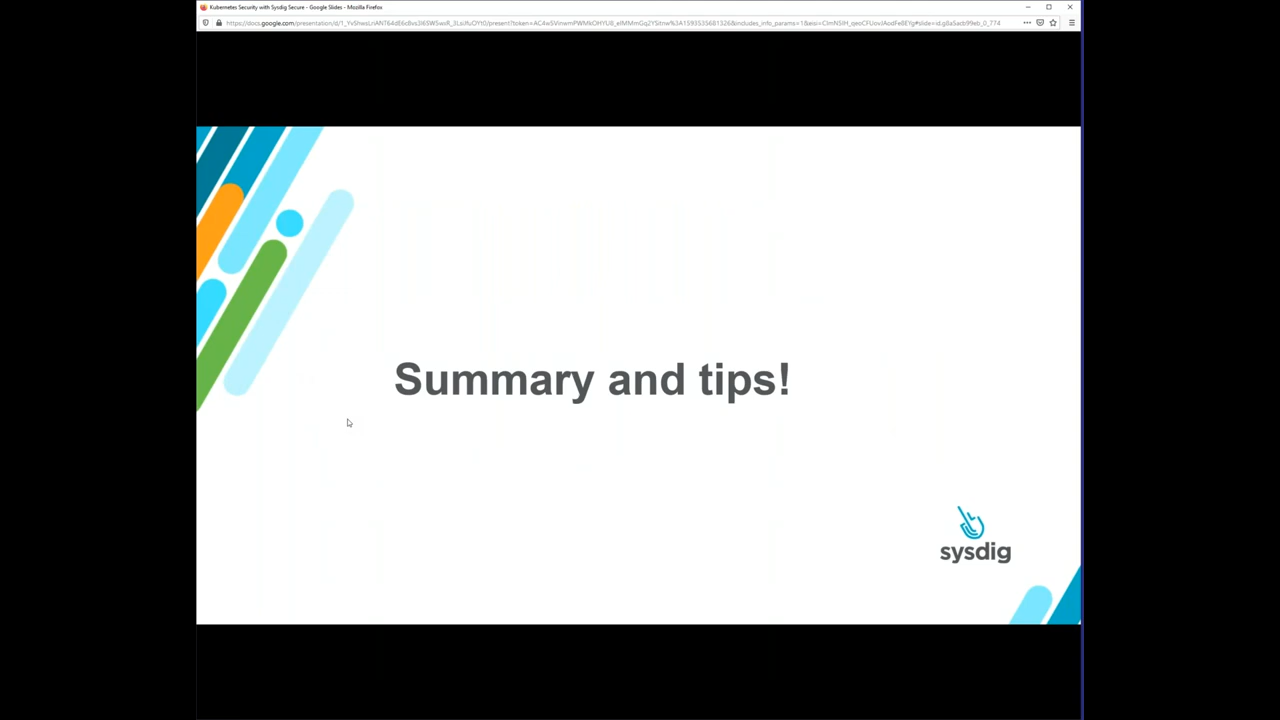 Kubernetes Security with Sysdig Secure - Google Slides - Mozilla Firefox
Summary and tips!
sysdig